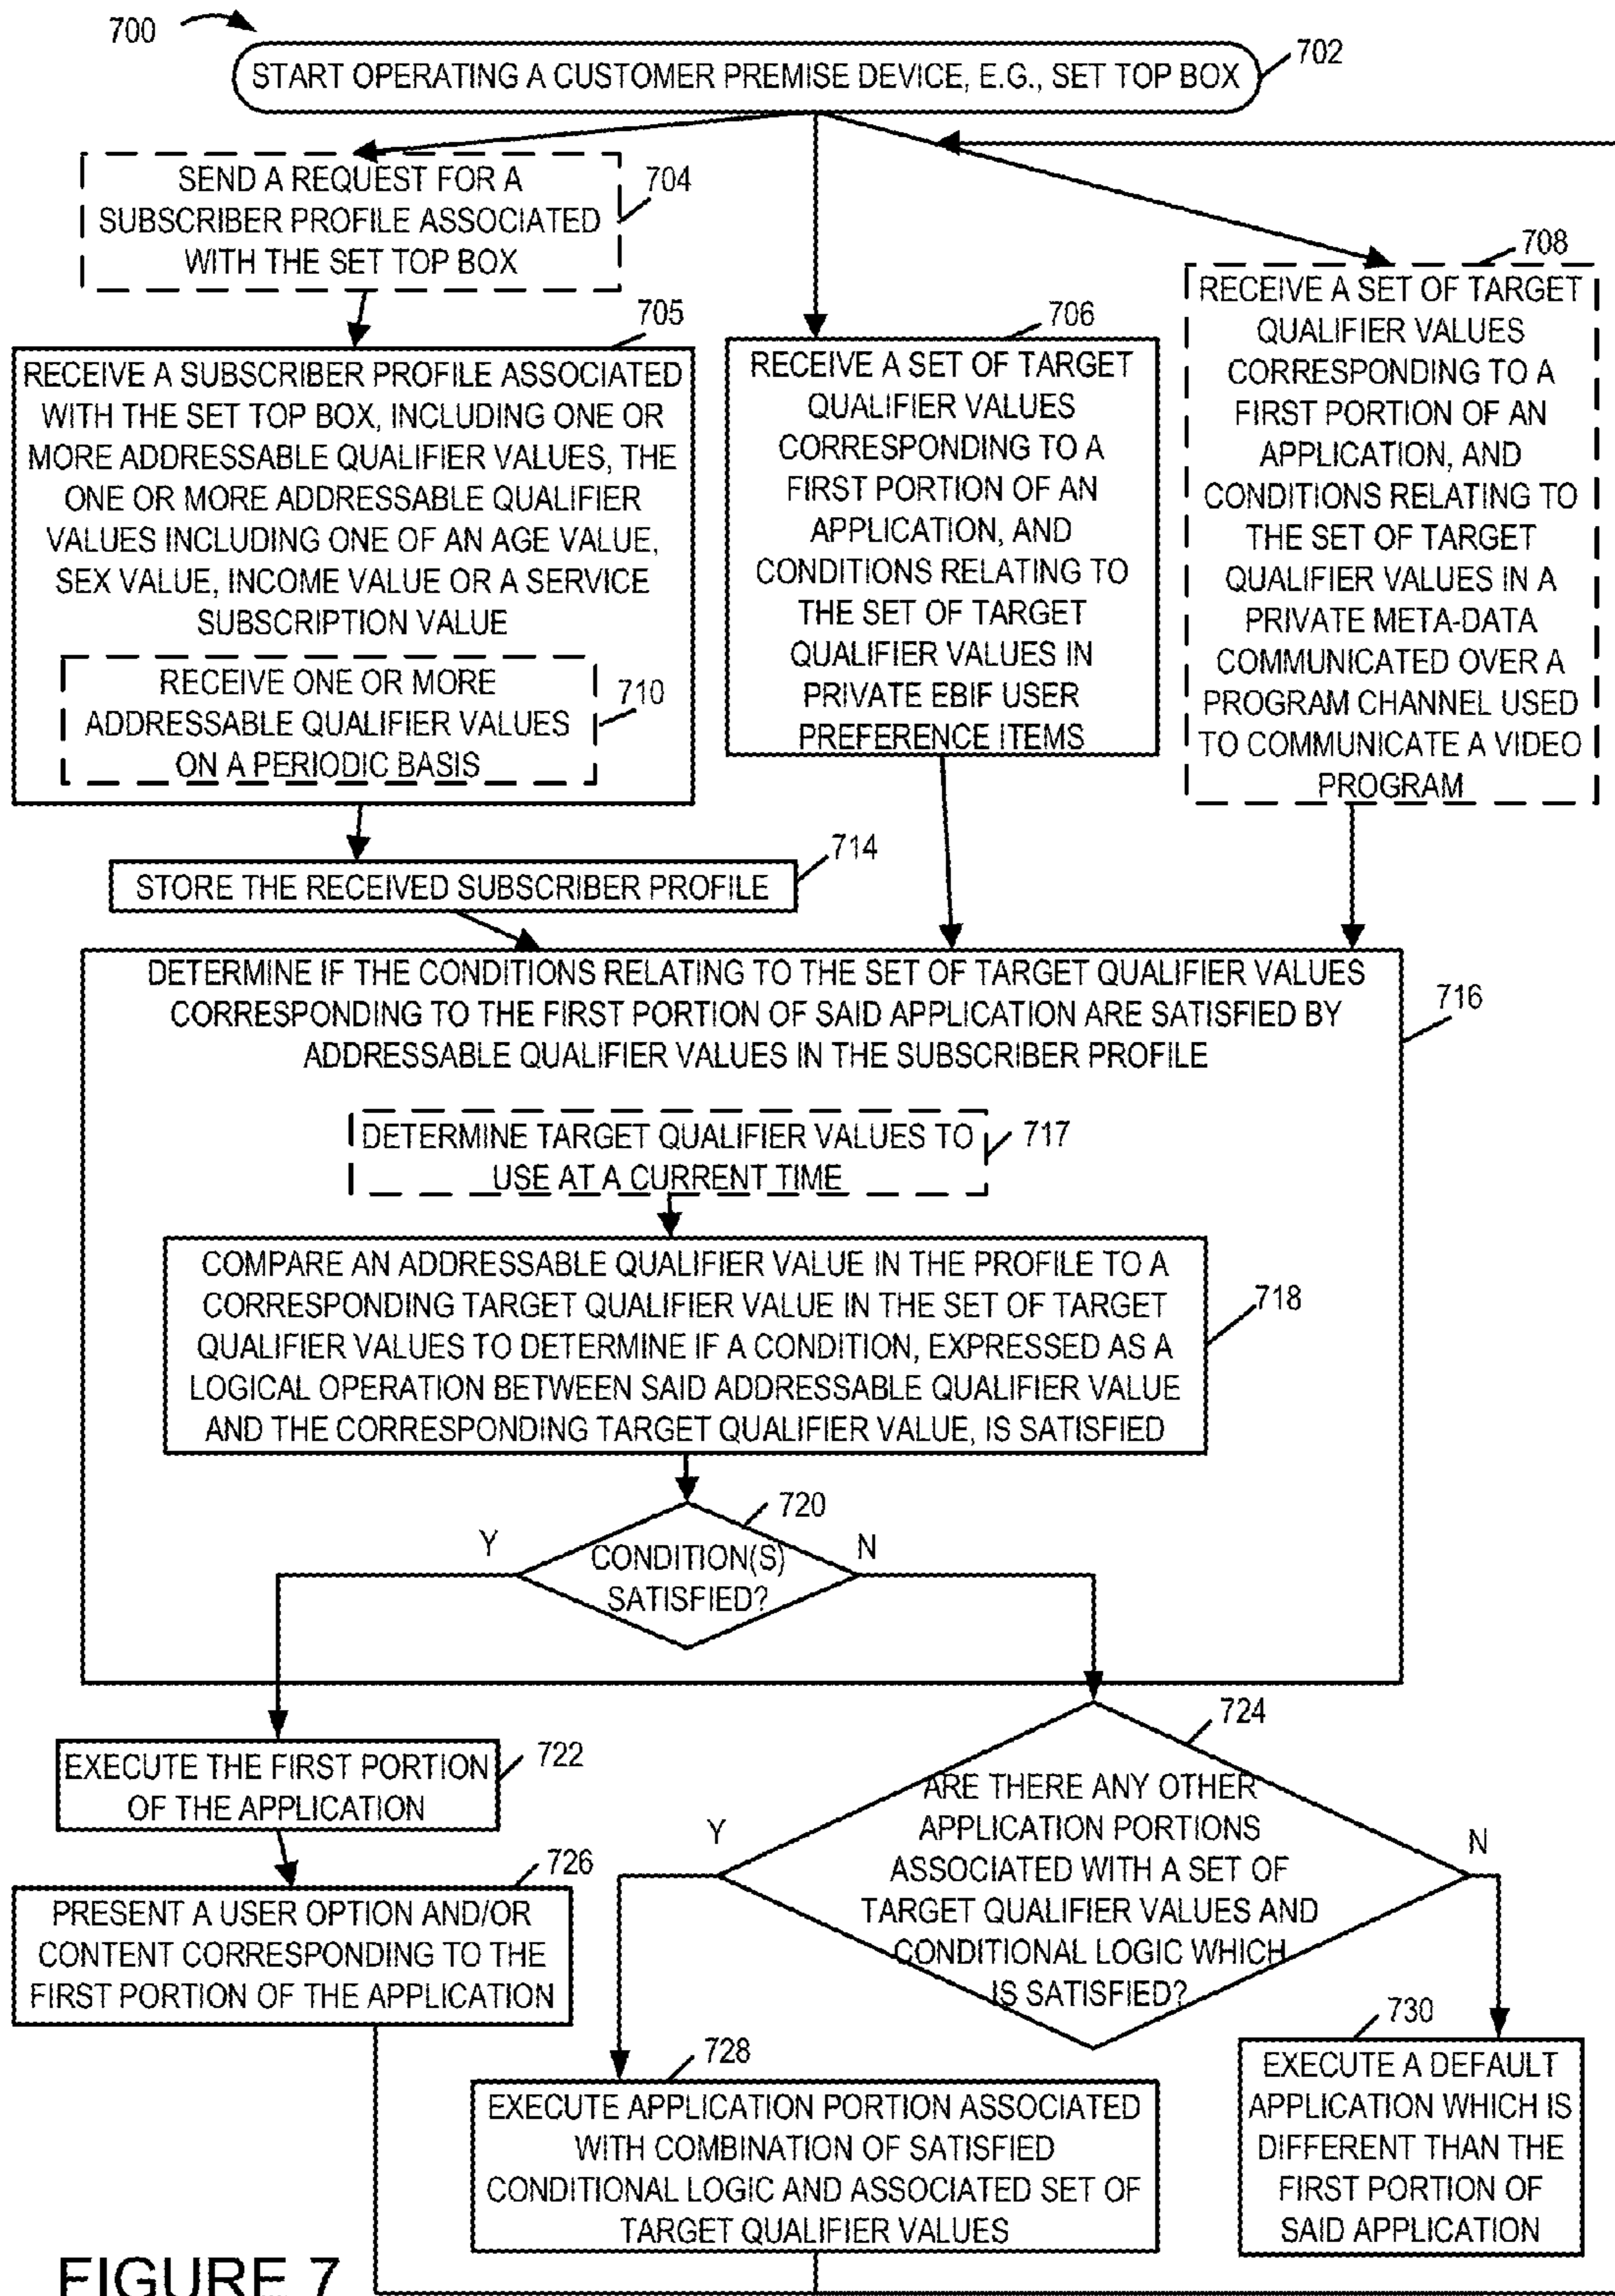 700
START OPERATING A CUSTOMER PREMISE DEVICE, E.G., SET TOP BOX
702
SEND A REQUEST FOR A
SUBSCRIBER PROFILE ASSOCIATED
WITH THE SET TOP BOX
704
705
RECEIVE A SUBSCRIBER PROFILE ASSOCIATED
WITH THE SET TOP BOX, INCLUDING ONE OR
MORE ADDRESSABLE QUALIFIER VALUES, THE
ONE OR MORE ADDRESSABLE QUALIFIER
VALUES INCLUDING ONE OF AN AGE VALUE,
SEX VALUE, INCOME VALUE OR A SERVICE
SUBSCRIPTION VALUE
RECEIVE ONE OR MORE
ADDRESSABLE QUALIFIER VALUES
ON A PERIODIC BASIS
710
706
RECEIVE A SET OF TARGET
QUALIFIER VALUES
CORRESPONDING TO A
FIRST PORTION OF AN
APPLICATION, AND
CONDITIONS RELATING TO
THE SET OF TARGET
QUALIFIER VALUES IN
PRIVATE EBIF USER
PREFERENCE ITEMS
708
RECEIVE A SET OF TARGET
QUALIFIER VALUES
CORRESPONDING TO A
FIRST PORTION OF AN
APPLICATION, AND
CONDITIONS RELATING TO
THE SET OF TARGET
QUALIFIER VALUES IN A
PRIVATE META-DATA
COMMUNICATED OVER A
PROGRAM CHANNEL USED
TO COMMUNICATE A VIDEO
PROGRAM
714
STORE THE RECEIVED SUBSCRIBER PROFILE
DETERMINE IF THE CONDITIONS RELATING TO THE SET OF TARGET QUALIFIER VALUES
CORRESPONDING TO THE FIRST PORTION OF SAID APPLICATION ARE SATISFIED BY
ADDRESSABLE QUALIFIER VALUES IN THE SUBSCRIBER PROFILE
716
DETERMINE TARGET QUALIFIER VALUES TO
USE AT A CURRENT TIME
717
COMPARE AN ADDRESSABLE QUALIFIER VALUE IN THE PROFILE TO A
CORRESPONDING TARGET QUALIFIER VALUE IN THE SET OF TARGET
QUALIFIER VALUES TO DETERMINE IF A CONDITION, EXPRESSED AS A
LOGICAL OPERATION BETWEEN SAID ADDRESSABLE QUALIFIER VALUE
AND THE CORRESPONDING TARGET QUALIFIER VALUE, IS SATISFIED
718
720
Y
CONDITION(S)
SATISFIED?
N
EXECUTE THE FIRST PORTION
OF THE APPLICATION
722
724
ARE THERE ANY OTHER
APPLICATION PORTIONS
ASSOCIATED WITH A SET OF
TARGET QUALIFIER VALUES AND
CONDITIONAL LOGIC WHICH
IS SATISFIED?
Y
N
726
PRESENT A USER OPTION AND/OR
CONTENT CORRESPONDING TO THE
FIRST PORTION OF THE APPLICATION
728
EXECUTE APPLICATION PORTION ASSOCIATED
WITH COMBINATION OF SATISFIED
CONDITIONAL LOGIC AND ASSOCIATED SET OF
TARGET QUALIFIER VALUES
730
EXECUTE A DEFAULT
APPLICATION WHICH IS
DIFFERENT THAN THE
FIRST PORTION OF
SAID APPLICATION
FIGURE 7